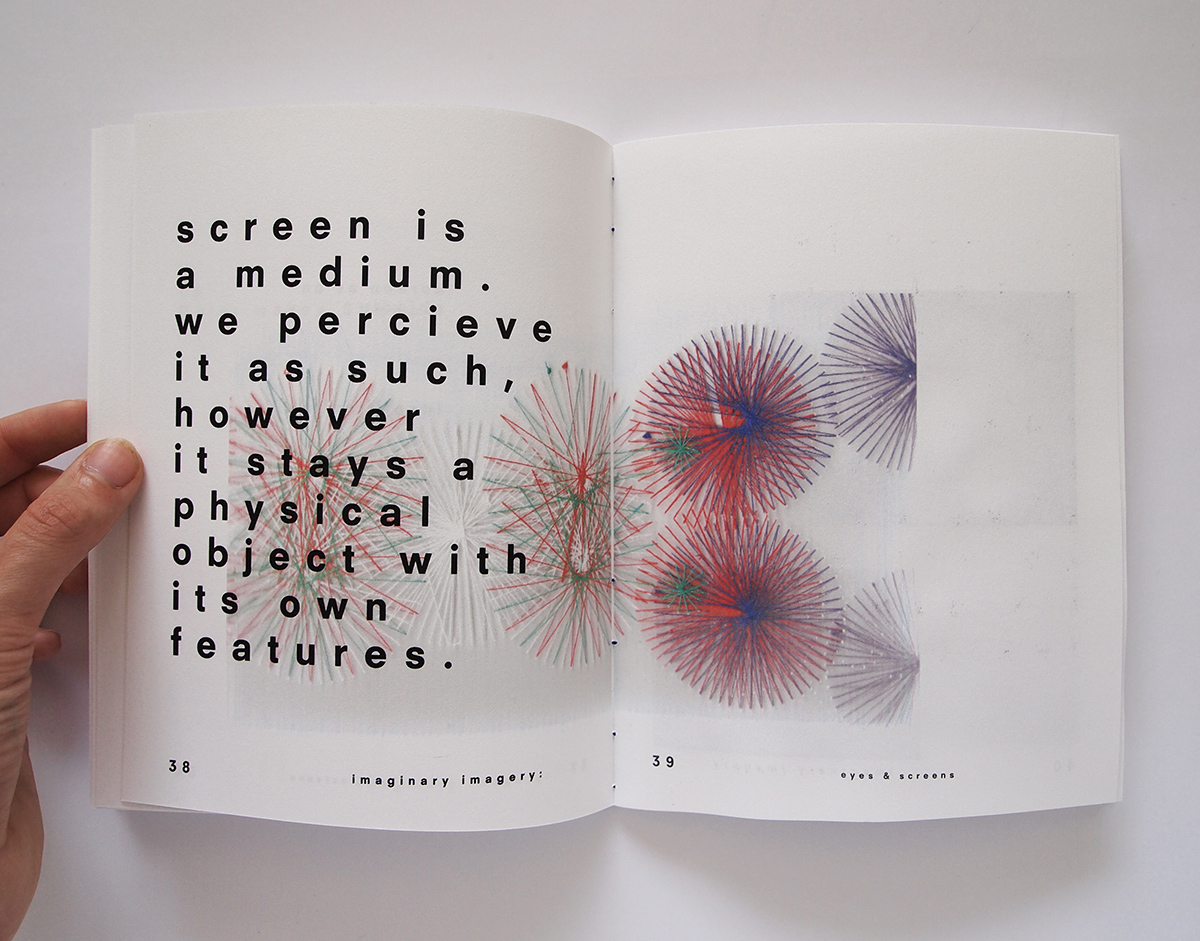 screen is
a medium.
we percieve
it as such,
however
it stays a
physical
object with
its own
features.
38
imaginary imagery:
39
eyes & screens